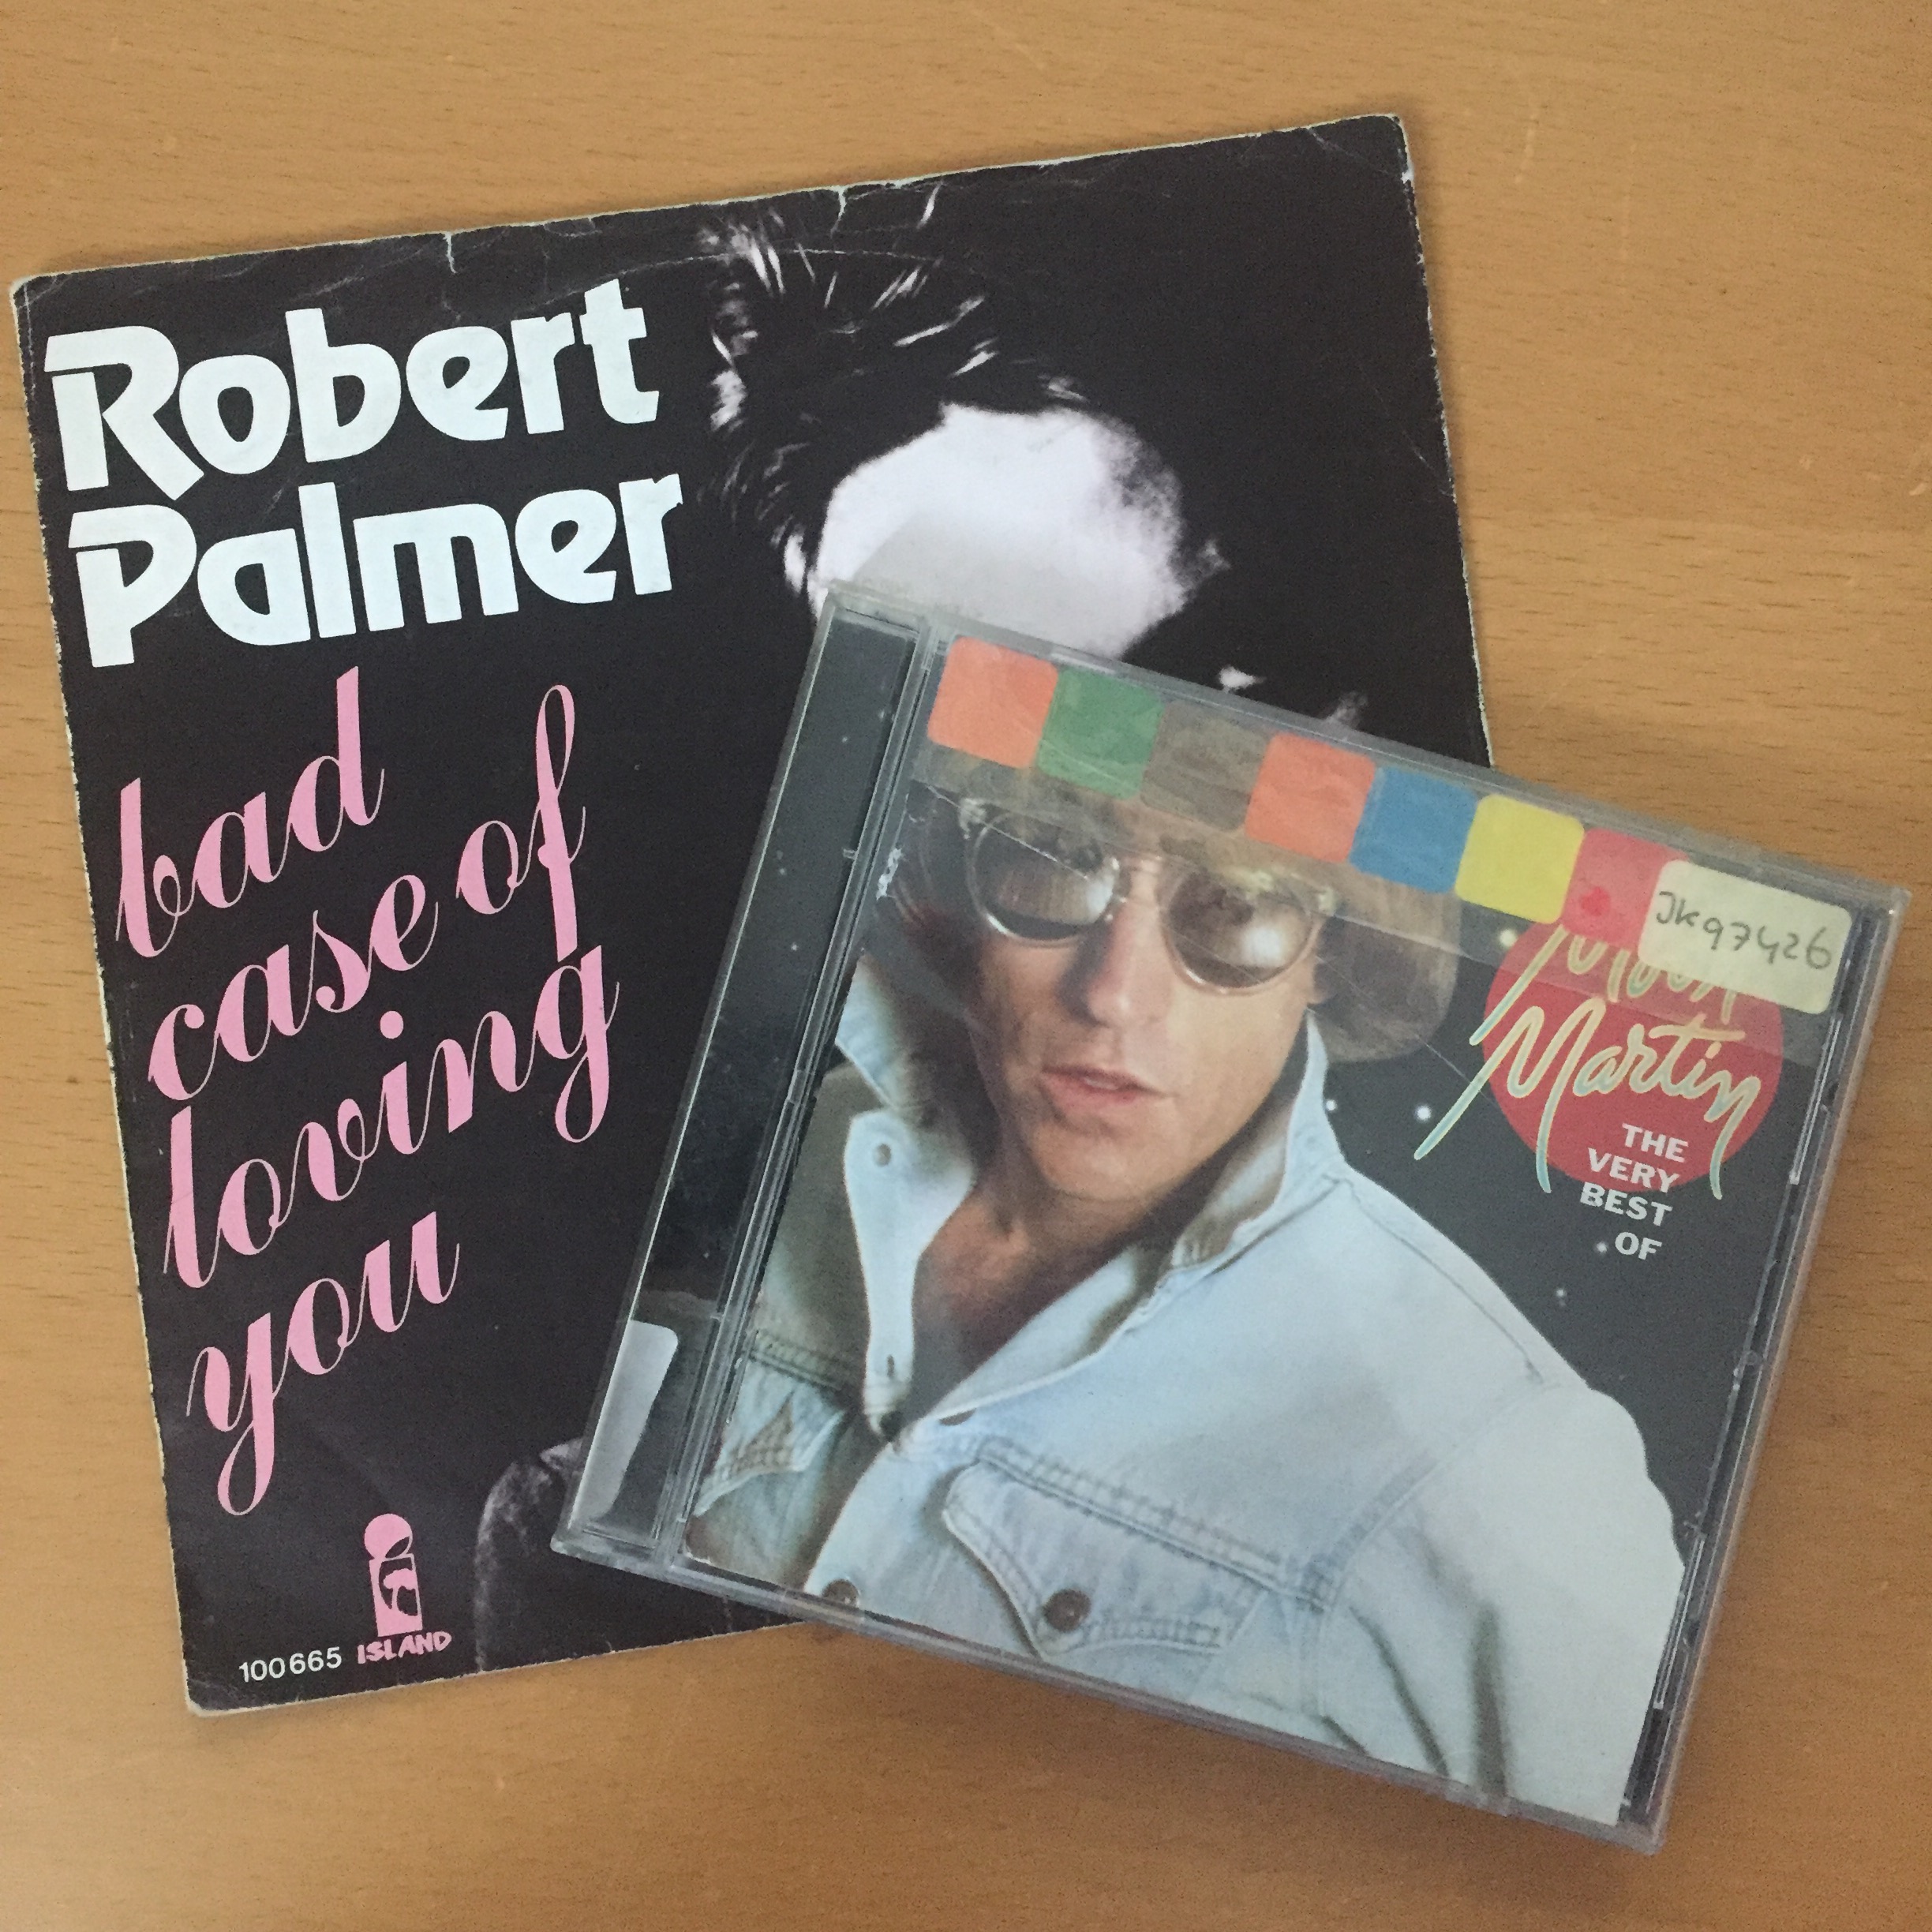 Robert
Palmer
bad
case of
loving
you
100665
ISLAND
JK97426
Martin
THE
VERY
BEST
OF